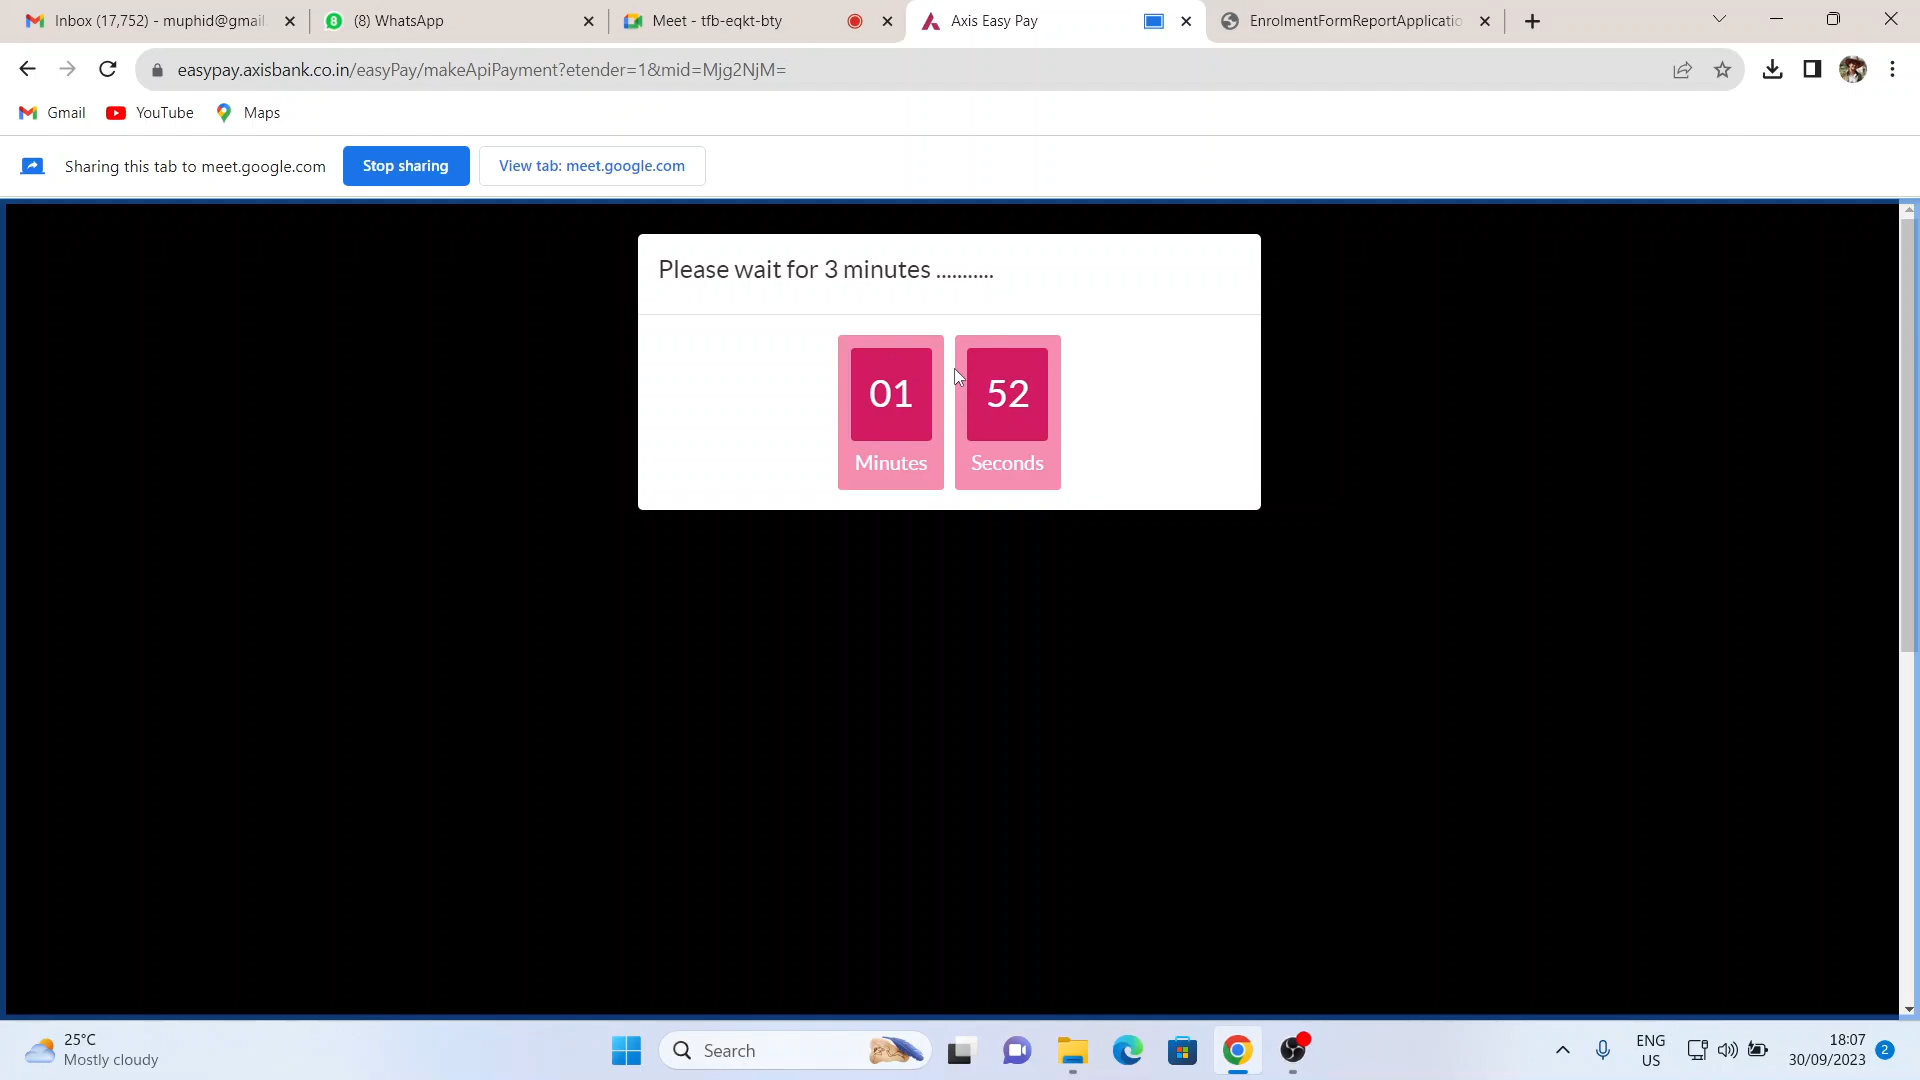 Inbox (17,752) - muphid@gmail.
(8) WhatsApp
Meet - tfb-eqkt-bty
Axis Easy Pay
EnrolmentFormReportApplicatio
easypay.axisbank.co.in/easyPay/makeApiPayment?etender=1&mid=Mjg2NjM=
Gmail
YouTube
Maps
Sharing this tab to meet.google.com
Stop sharing
View tab: meet.google.com
Please wait for 3 minutes ...........
01
52
Minutes
Seconds
25°C
Mostly cloudy
Search
ENG
US
18:07
30/09/2023
2